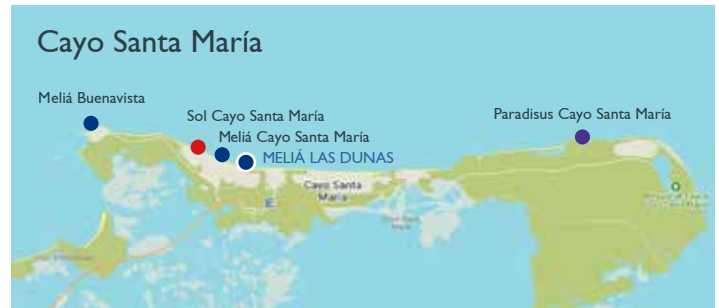 Cayo Santa María
Meliá Buenavista
Sol Cayo Santa María
Paradisus Cayo Santa María
Meliá Cayo Santa María
MELIÁ LAS DUNAS
Cayo Santa
María
E